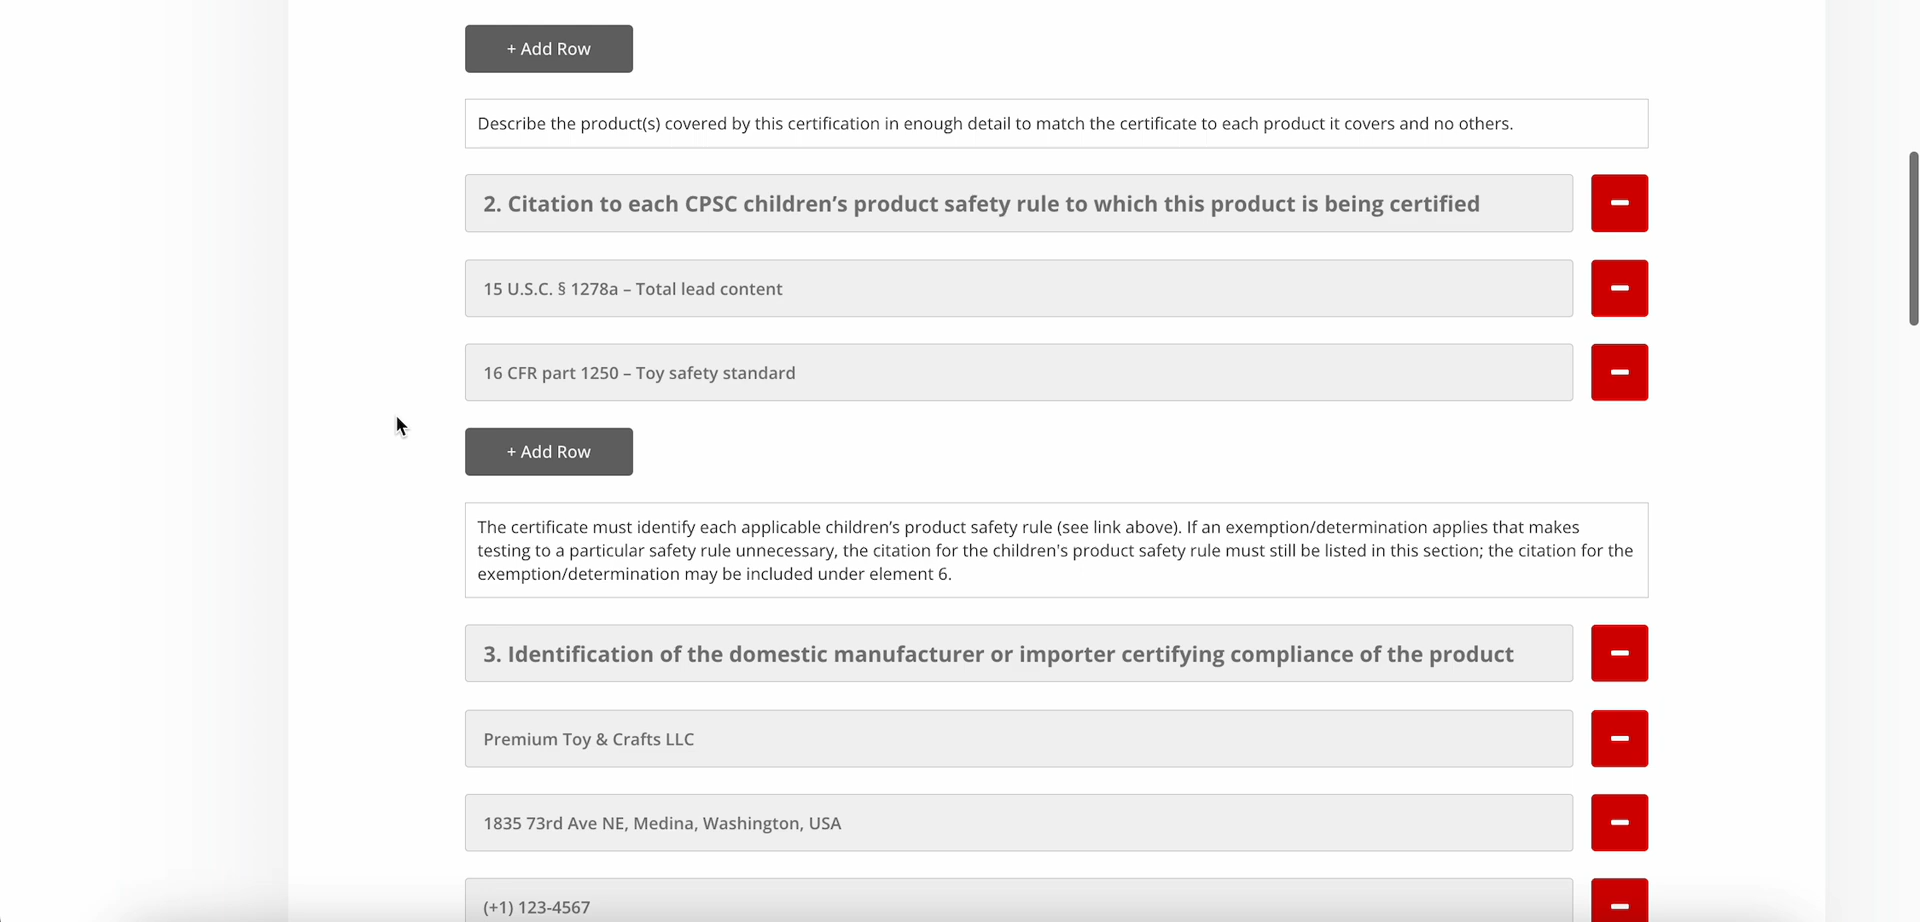 + Add Row
Describe the product(s) covered by this certification in enough detail to match the certificate to each product it covers and no others.
2. Citation to each CPSC children’s product safety rule to which this product is being certified
15 U.S.C. § 1278a – Total lead content
16 CFR part 1250 – Toy safety standard
+ Add Row
The certificate must identify each applicable children’s product safety rule (see link above). If an exemption/determination applies that makes
testing to a particular safety rule unnecessary, the citation for the children's product safety rule must still be listed in this section; the citation for the
exemption/determination may be included under element 6.
3. Identification of the domestic manufacturer or importer certifying compliance of the product
Premium Toy & Crafts LLC
1835 73rd Ave NE, Medina, Washington, USA
(+1) 123-4567